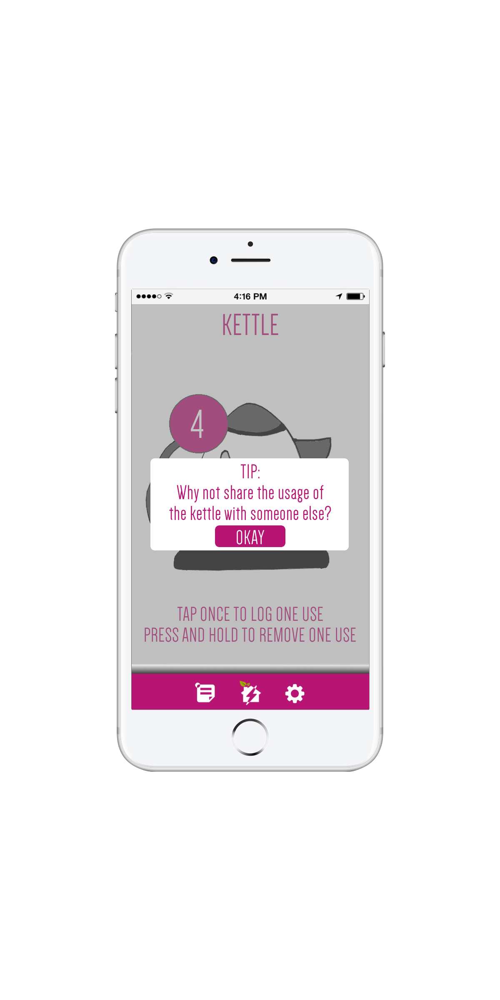 4:16 PM
KETTLE
4
TIP:
Why not share the usage of
the kettle with someone else?
OKAY
TAP ONCE TO LOG ONE USE
PRESS AND HOLD TO REMOVE ONE USE